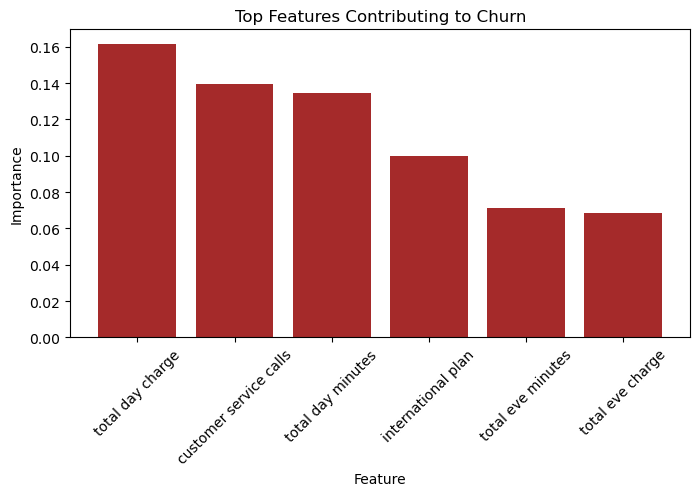 Top Features Contributing to Churn
Importance
0.16
0.14
0.12
0.10
0.08
0.06
0.04
0.02
0.00
total day charge
customer service calls
total day minutes
international plan
total eve minutes
total eve charge
Feature